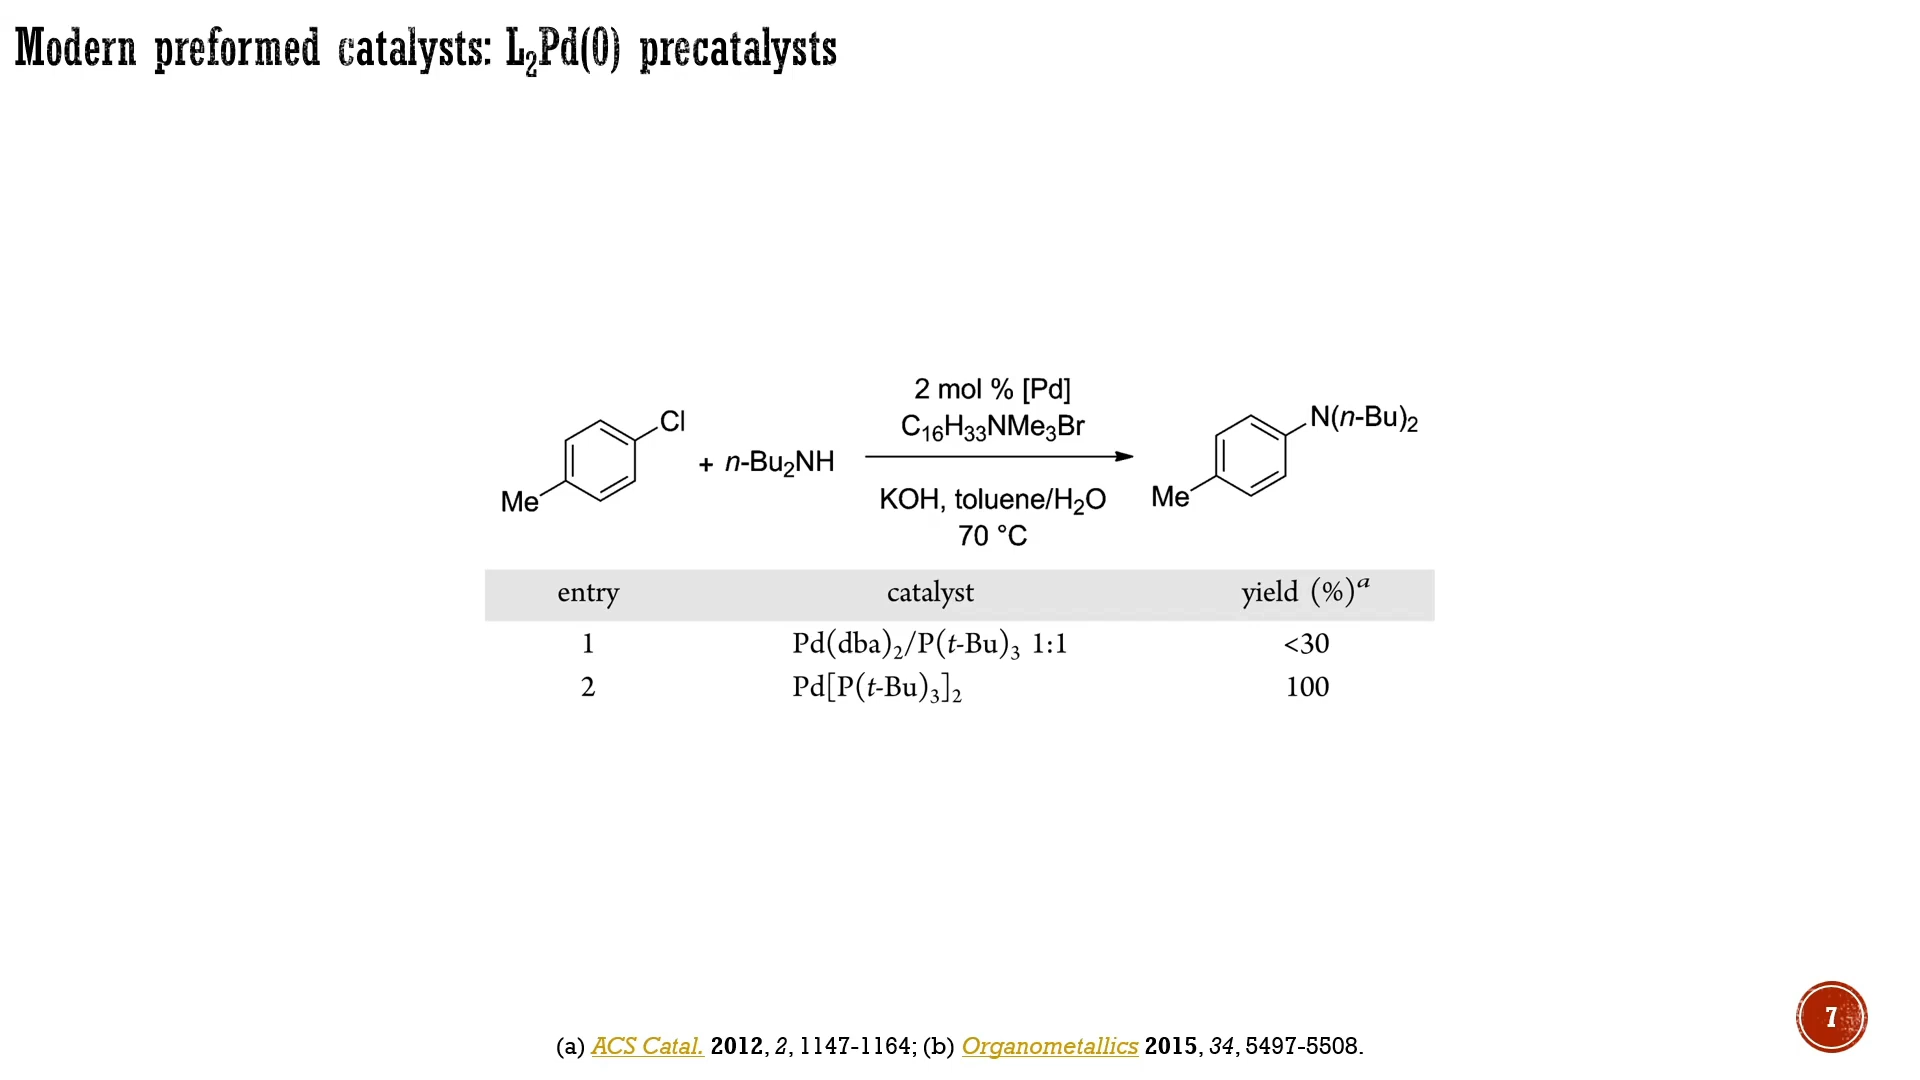 Modern preformed catalysts: L₂Pd(0) precatalysts
2 mol % [Pd]
C₁₆H₃₃NMe₃Br
Cl
+ n-Bu₂NH
Me
KOH, toluene/H₂O
70 °C
N(n-Bu)₂
Me
entry catalyst yield (%)ᵃ
1 Pd(dba)₂/P(t-Bu)₃ 1:1 <30
2 Pd[P(t-Bu)₃]₂ 100
7
(a) ACS Catal. 2012, 2, 1147-1164; (b) Organometallics 2015, 34, 5497-5508.